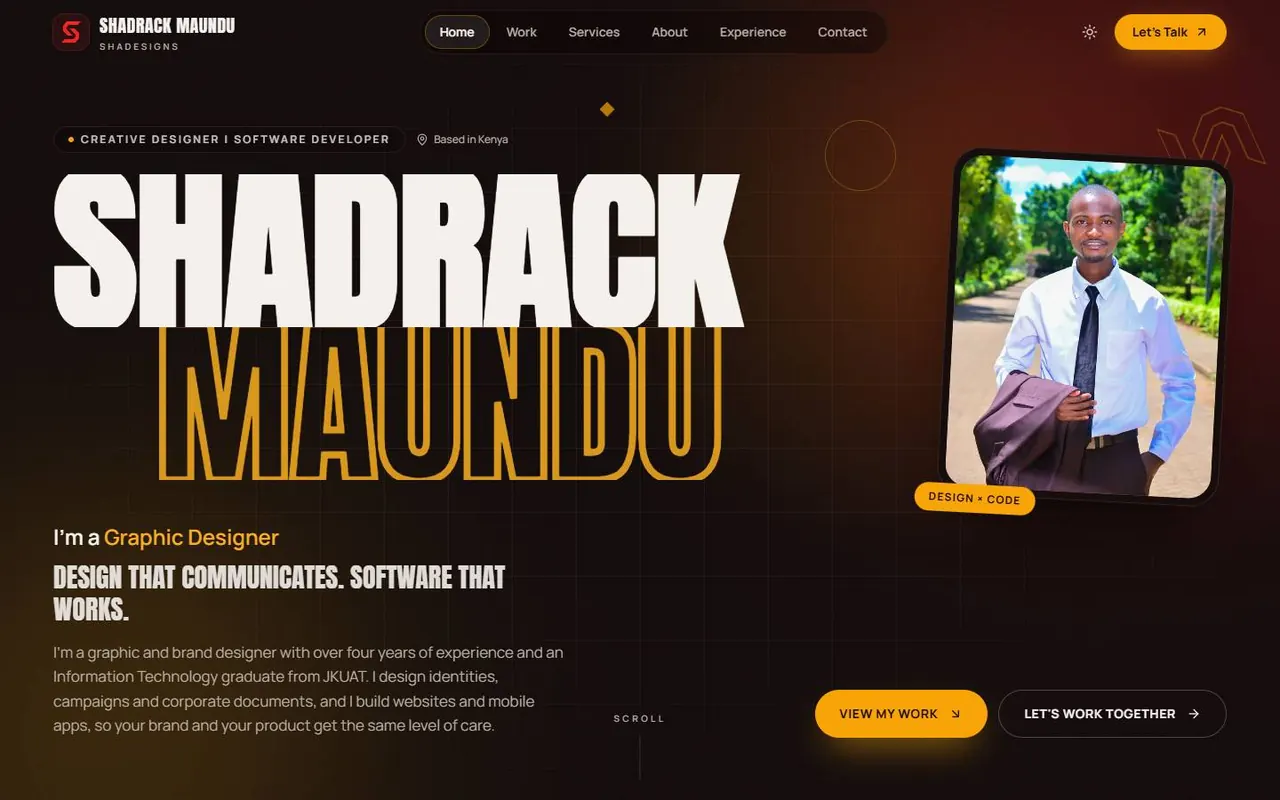 SHADRACK MAUNDU
SHADESIGNS
Home Work Services About Experience Contact
Let's Talk
CREATIVE DESIGNER | SOFTWARE DEVELOPER
Based in Kenya
SHADRACK
MAUNDU
DESIGN × CODE
I'm a Graphic Designer
DESIGN THAT COMMUNICATES. SOFTWARE THAT
WORKS.
I'm a graphic and brand designer with over four years of experience and an
Information Technology graduate from JKUAT. I design identities,
campaigns and corporate documents, and I build websites and mobile
apps, so your brand and your product get the same level of care.
SCROLL
VIEW MY WORK
LET'S WORK TOGETHER